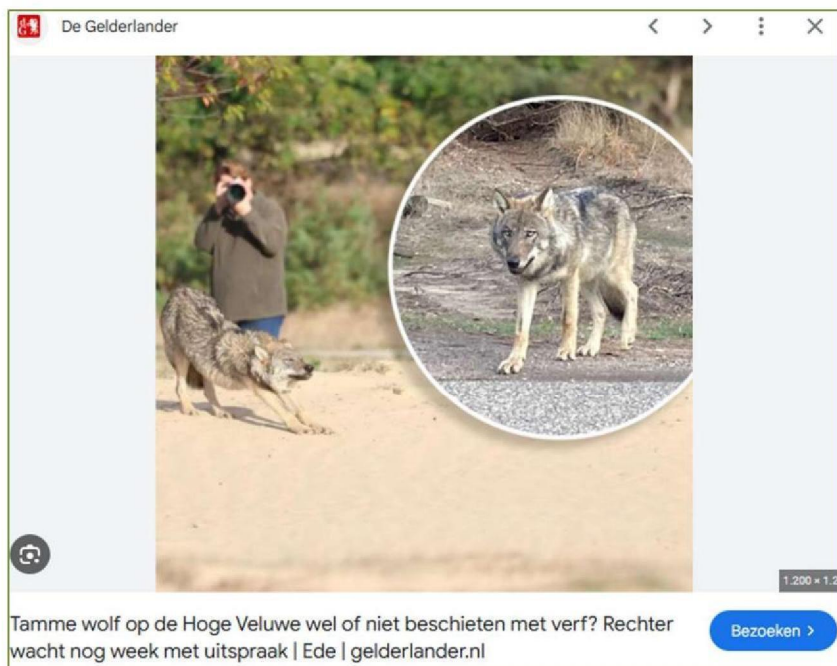 De Gelderlander
1.200 × 1.2
Tamme wolf op de Hoge Veluwe wel of niet beschieten met verf? Rechter
wacht nog week met uitspraak | Ede | gelderlander.nl
Bezoeken >